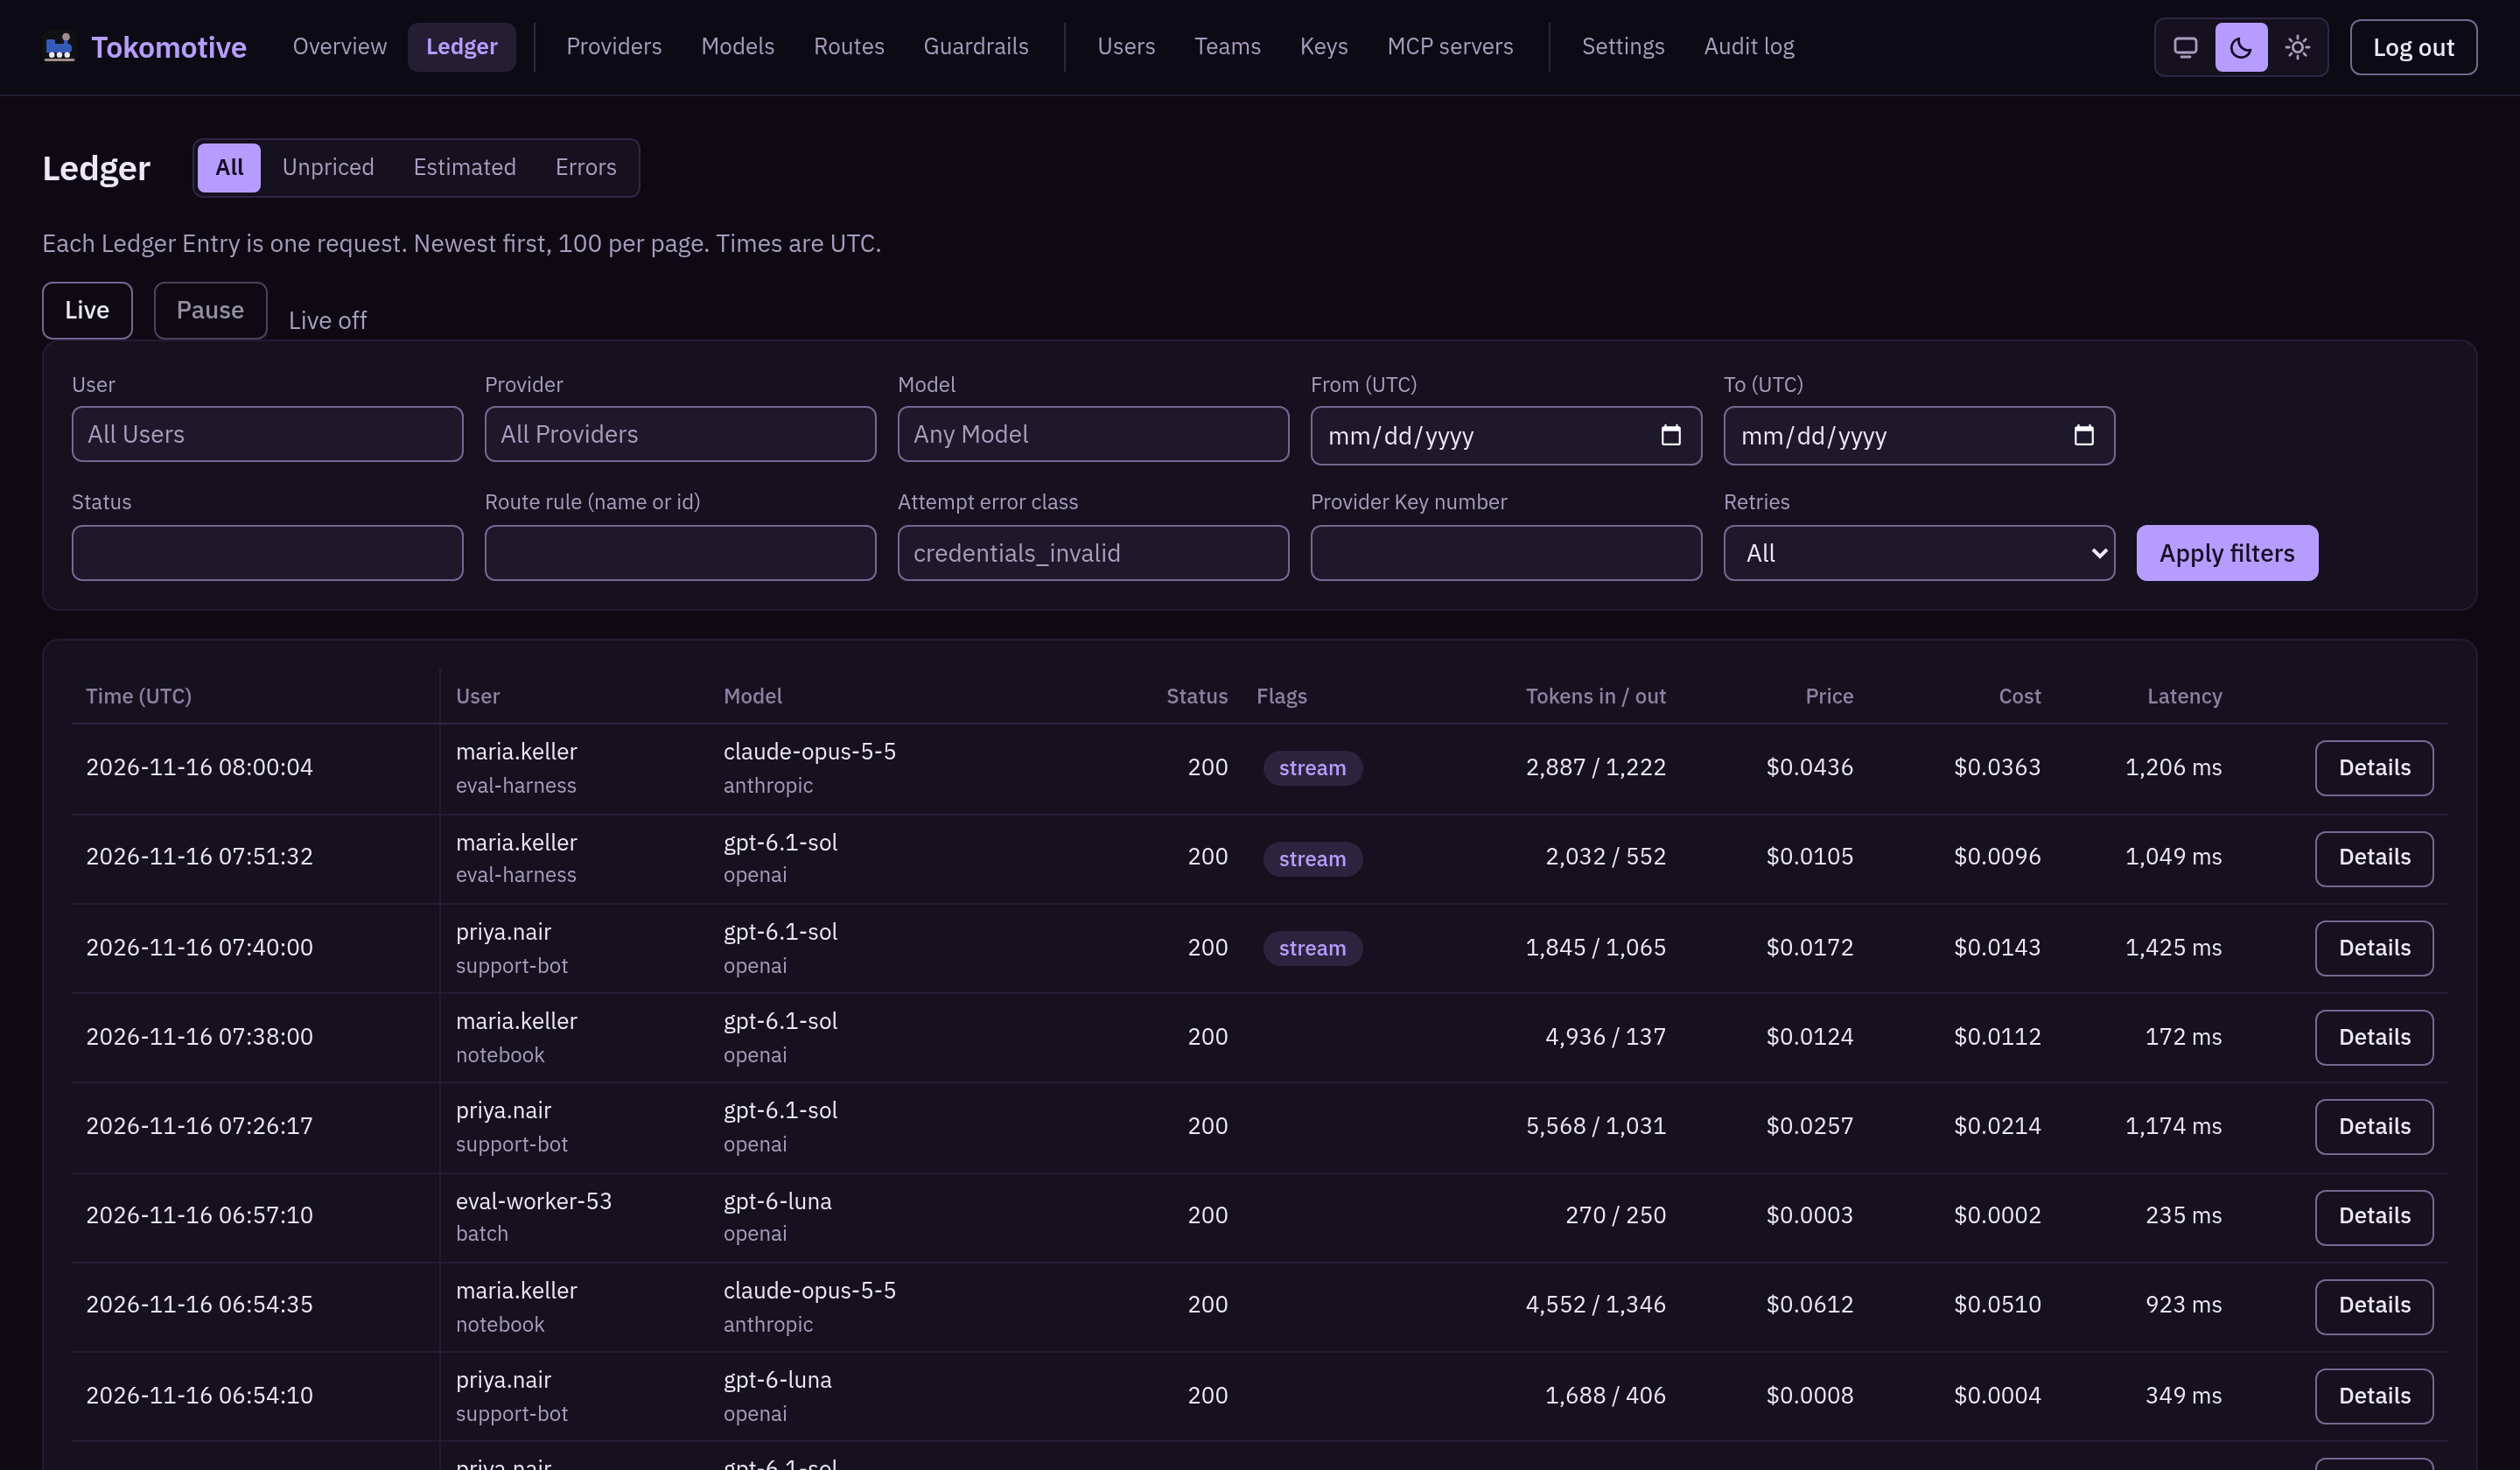 Tokomotive Overview Ledger Providers Models Routes Guardrails Users Teams Keys MCP servers Settings Audit log Log out
Ledger All Unpriced Estimated Errors
Each Ledger Entry is one request. Newest first, 100 per page. Times are UTC.
Live Pause Live off
User Provider Model From (UTC) To (UTC)
All Users All Providers Any Model mm/dd/yyyy mm/dd/yyyy
Status Route rule (name or id) Attempt error class Provider Key number Retries
credentials_invalid All Apply filters
Time (UTC) User Model Status Flags Tokens in / out Price Cost Latency
2026-11-16 08:00:04 maria.keller claude-opus-5-5 200 stream 2,887 / 1,222 $0.0436 $0.0363 1,206 ms Details
eval-harness anthropic
2026-11-16 07:51:32 maria.keller gpt-6.1-sol 200 stream 2,032 / 552 $0.0105 $0.0096 1,049 ms Details
eval-harness openai
2026-11-16 07:40:00 priya.nair gpt-6.1-sol 200 stream 1,845 / 1,065 $0.0172 $0.0143 1,425 ms Details
support-bot openai
2026-11-16 07:38:00 maria.keller gpt-6.1-sol 200 4,936 / 137 $0.0124 $0.0112 172 ms Details
notebook openai
2026-11-16 07:26:17 priya.nair gpt-6.1-sol 200 5,568 / 1,031 $0.0257 $0.0214 1,174 ms Details
support-bot openai
2026-11-16 06:57:10 eval-worker-53 gpt-6-luna 200 270 / 250 $0.0003 $0.0002 235 ms Details
batch openai
2026-11-16 06:54:35 maria.keller claude-opus-5-5 200 4,552 / 1,346 $0.0612 $0.0510 923 ms Details
notebook anthropic
2026-11-16 06:54:10 priya.nair gpt-6-luna 200 1,688 / 406 $0.0008 $0.0004 349 ms Details
support-bot openai
priya.nair gpt-6.1-sol